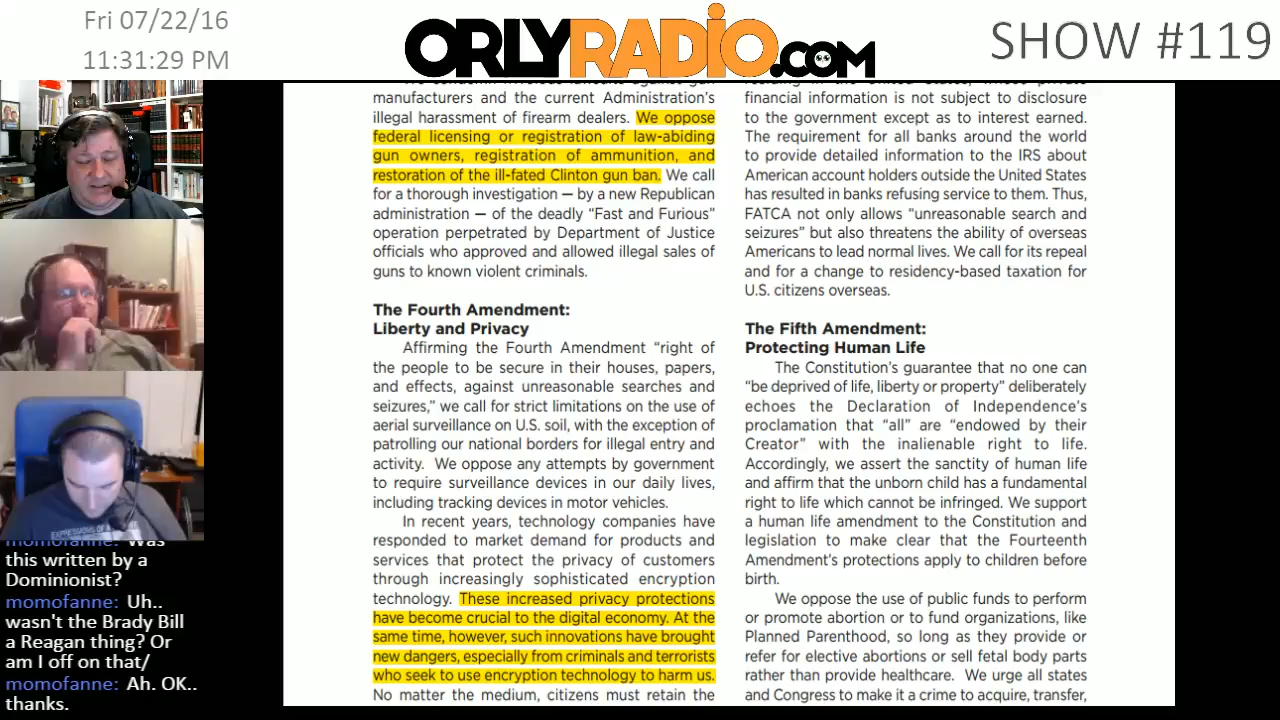 Fri 07/22/16
11:31:29 PM
ORLYRADiO.COM
SHOW #119
manufacturers and the current Administration's
illegal harassment of firearm dealers. We oppose
federal licensing or registration of law-abiding
gun owners, registration of ammunition, and
restoration of the ill-fated Clinton gun ban. We call
for a thorough investigation — by a new Republican
administration — of the deadly “Fast and Furious”
operation perpetrated by Department of Justice
officials who approved and allowed illegal sales of
guns to known violent criminals.
The Fourth Amendment:
Liberty and Privacy
Affirming the Fourth Amendment “right of
the people to be secure in their houses, papers,
and effects, against unreasonable searches and
seizures,” we call for strict limitations on the use of
aerial surveillance on U.S. soil, with the exception of
patrolling our national borders for illegal entry and
activity. We oppose any attempts by government
to require surveillance devices in our daily lives,
including tracking devices in motor vehicles.
In recent years, technology companies have
responded to market demand for products and
services that protect the privacy of customers
through increasingly sophisticated encryption
technology. These increased privacy protections
have become crucial to the digital economy. At the
same time, however, such innovations have brought
new dangers, especially from criminals and terrorists
who seek to use encryption technology to harm us.
No matter the medium, citizens must retain the
financial information is not subject to disclosure
to the government except as to interest earned.
The requirement for all banks around the world
to provide detailed information to the IRS about
American account holders outside the United States
has resulted in banks refusing service to them. Thus,
FATCA not only allows “unreasonable search and
seizures” but also threatens the ability of overseas
Americans to lead normal lives. We call for its repeal
and for a change to residency-based taxation for
U.S. citizens overseas.
The Fifth Amendment:
Protecting Human Life
The Constitution's guarantee that no one can
“be deprived of life, liberty or property” deliberately
echoes the Declaration of Independence's
proclamation that “all” are “endowed by their
Creator” with the inalienable right to life.
Accordingly, we assert the sanctity of human life
and affirm that the unborn child has a fundamental
right to life which cannot be infringed. We support
a human life amendment to the Constitution and
legislation to make clear that the Fourteenth
Amendment's protections apply to children before
birth.
We oppose the use of public funds to perform
or promote abortion or to fund organizations, like
Planned Parenthood, so long as they provide or
refer for elective abortions or sell fetal body parts
rather than provide healthcare. We urge all states
and Congress to make it a crime to acquire, transfer,
momofanne: Was
this written by a
Dominionist?
momofanne: Uh..
wasn't the Brady Bill
a Reagan thing? Or
am I off on that/
momofanne: Ah. OK..
thanks.